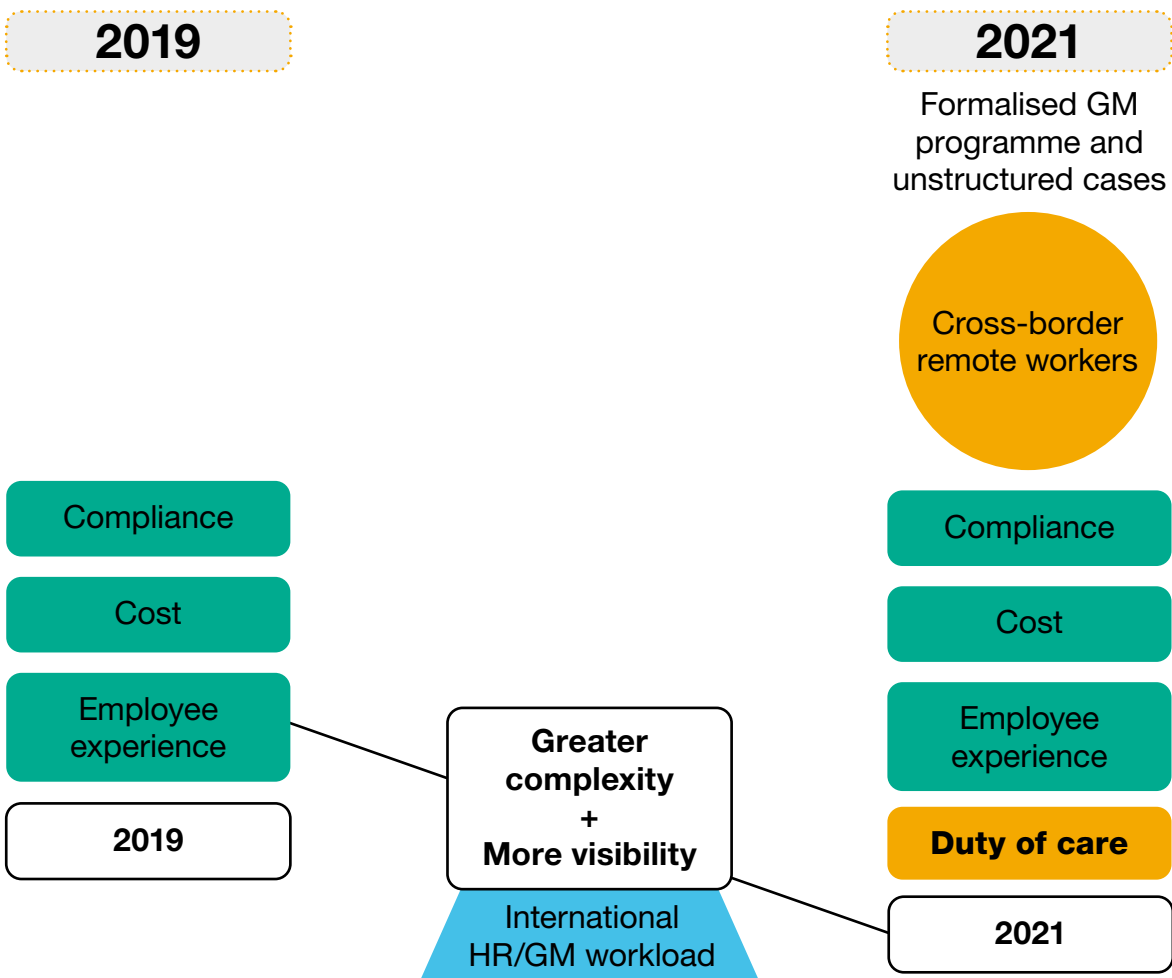 2019
Compliance
Cost
Employee
experience
2019
Greater
complexity
+
More visibility
International
HR/GM workload
2021
Formalised GM
programme and
unstructured cases
Cross-border
remote workers
Compliance
Cost
Employee
experience
Duty of care
2021